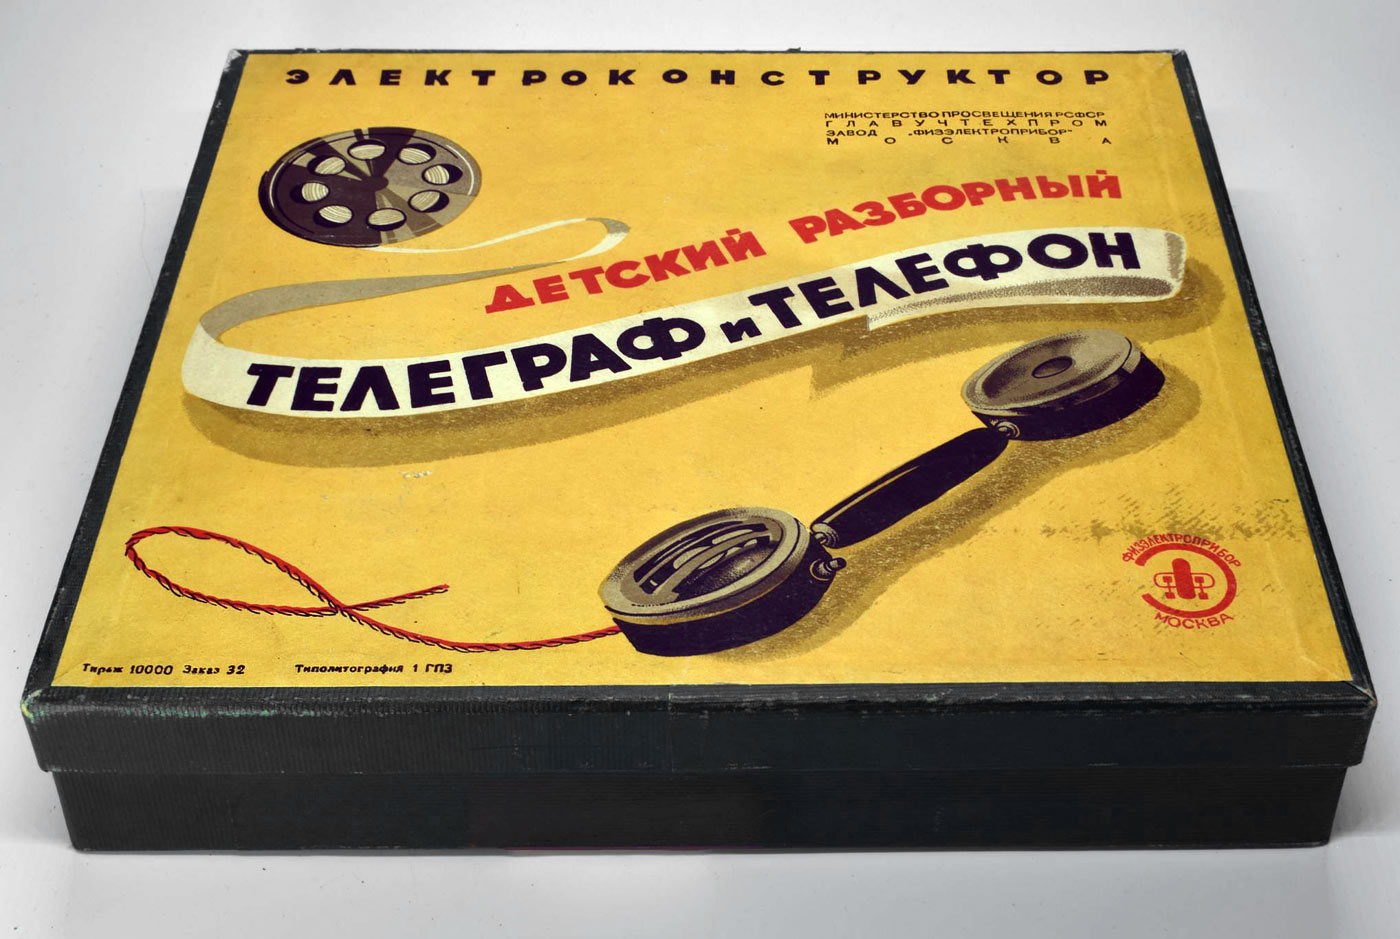 ЭЛЕКТРОКОНСТРУКТОР
МИНИСТЕРСТВО ПРОСВЕЩЕНИЯ РСФСР
ГЛАВУЧТЕХПРОМ
ЗАВОД „ФИЗЭЛЕКТРОПРИБОР"
МОСКВА
ДЕТСКИЙ РАЗБОРНЫЙ
ТЕЛЕГРАФ и ТЕЛЕФОН
ФИЗЭЛЕКТРОПРИБОР
МОСКВА
Тираж 10000 Заказ 32 Типолитография 1 ГПЗ